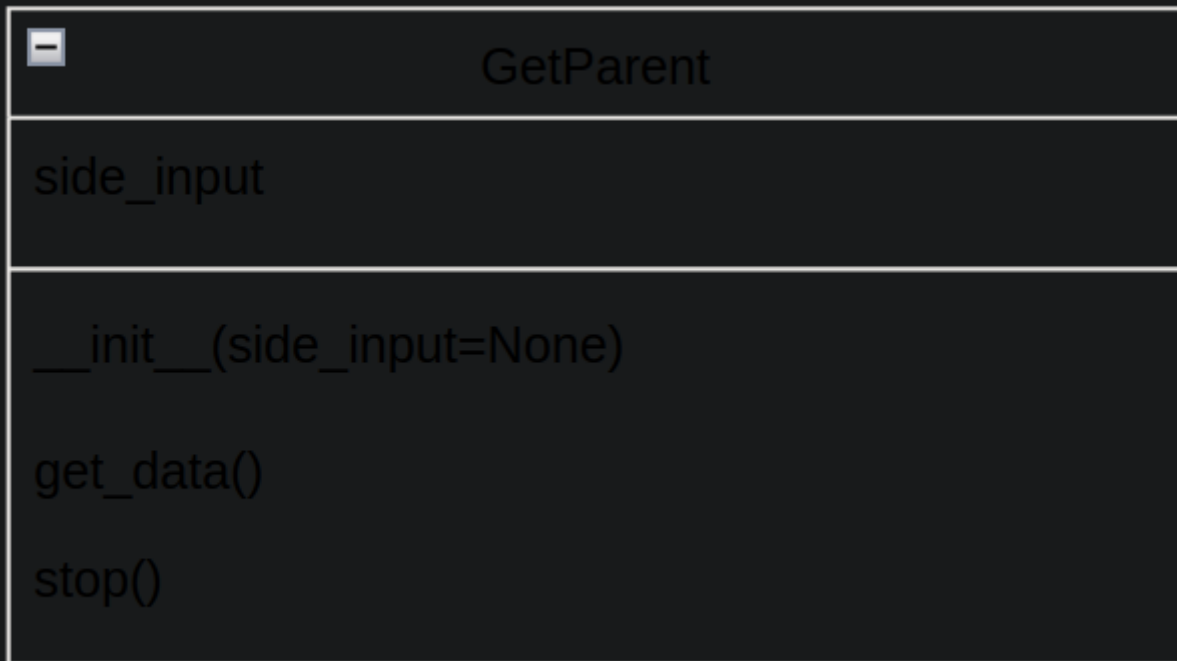 GetParent
side_input
__init__(side_input=None)
get_data()
stop()